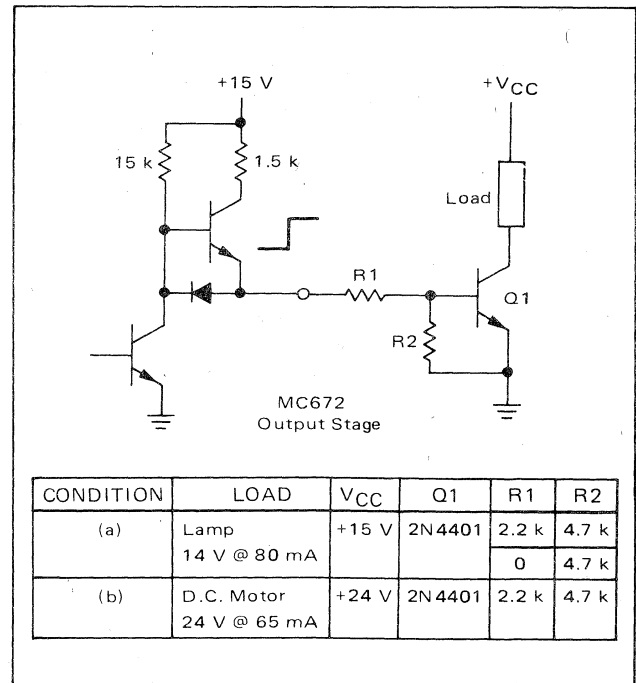 +15 V
+VCC
15 k
1.5 k
Load
R1
Q1
R2
MC672
Output Stage
CONDITION LOAD VCC Q1 R1 R2
(a) Lamp +15 V 2N4401 2.2 k 4.7 k
14 V @ 80 mA 0 4.7 k
(b) D.C. Motor +24 V 2N4401 2.2 k 4.7 k
24 V @ 65 mA